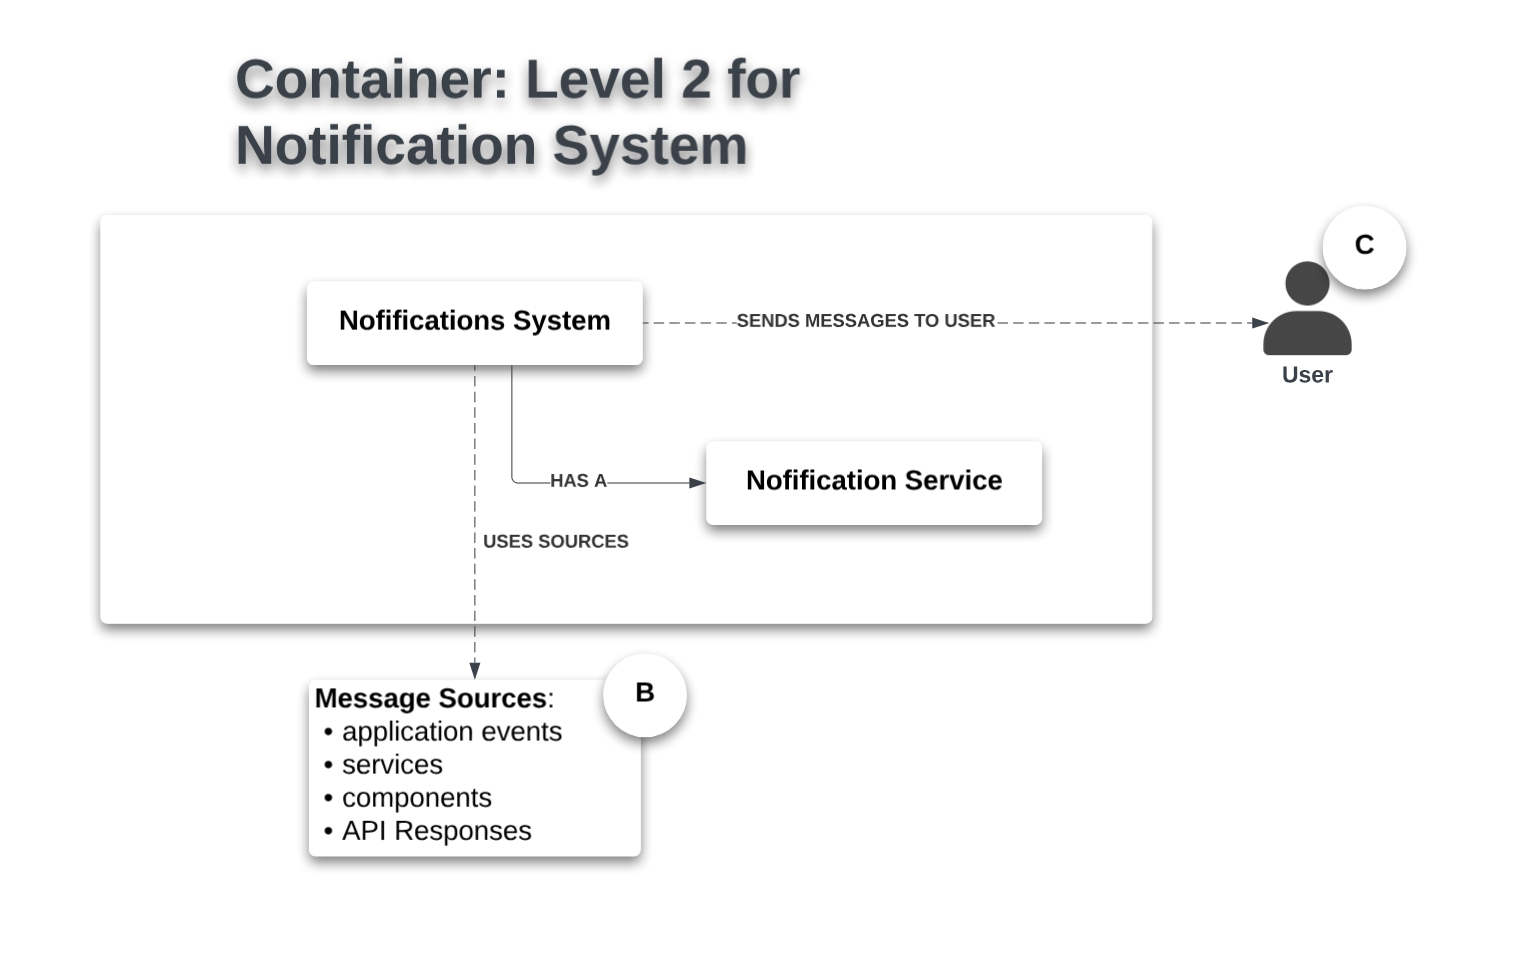 Container: Level 2 for
Notification System
C
Nofifications System
SENDS MESSAGES TO USER
User
HAS A
Nofification Service
USES SOURCES
B
Message Sources:
• application events
• services
• components
• API Responses